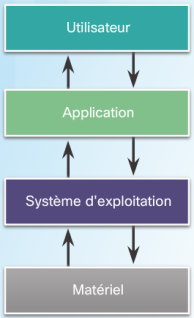 Utilisateur
Application
Système d'exploitation
Matériel